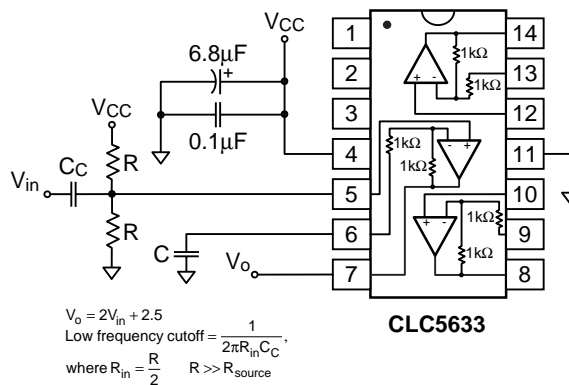 VCC
6.8µF
+
0.1µF
VCC
R
CC
Vin
R
C
Vo
1
2
3
4
5
6
7
14
13
12
11
10
9
8
1kΩ
1kΩ
+ -
1kΩ
1kΩ
- +
+ -
1kΩ
1kΩ
CLC5633
Vo = 2Vin + 2.5
Low frequency cutoff = 1 / 2πRinCC ,
where Rin = R / 2 R >> Rsource